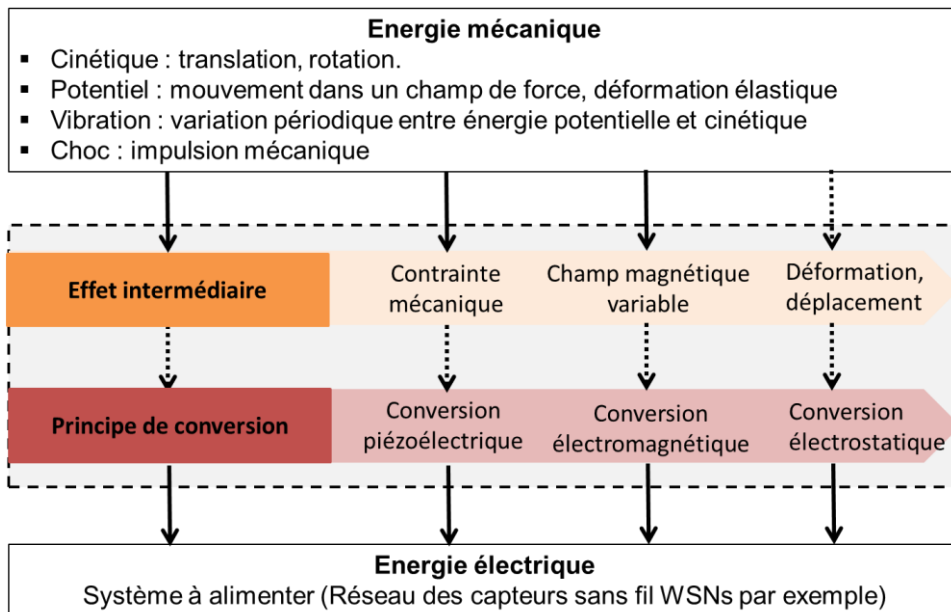 Energie mécanique
▪ Cinétique : translation, rotation.
▪ Potentiel : mouvement dans un champ de force, déformation élastique
▪ Vibration : variation périodique entre énergie potentielle et cinétique
▪ Choc : impulsion mécanique
Effet intermédiaire
Contrainte
mécanique
Champ magnétique
variable
Déformation,
déplacement
Principe de conversion
Conversion
piézoélectrique
Conversion
électromagnétique
Conversion
électrostatique
Energie électrique
Système à alimenter (Réseau des capteurs sans fil WSNs par exemple)